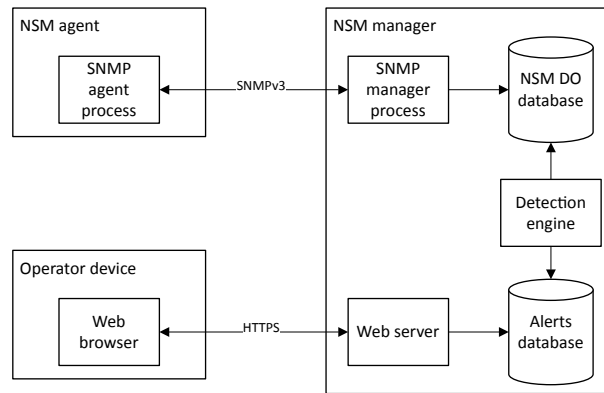 NSM agent
SNMP
agent
process
SNMPv3
NSM manager
SNMP
manager
process
NSM DO
database
Detection
engine
Operator device
Web
browser
HTTPS
Web server
Alerts
database